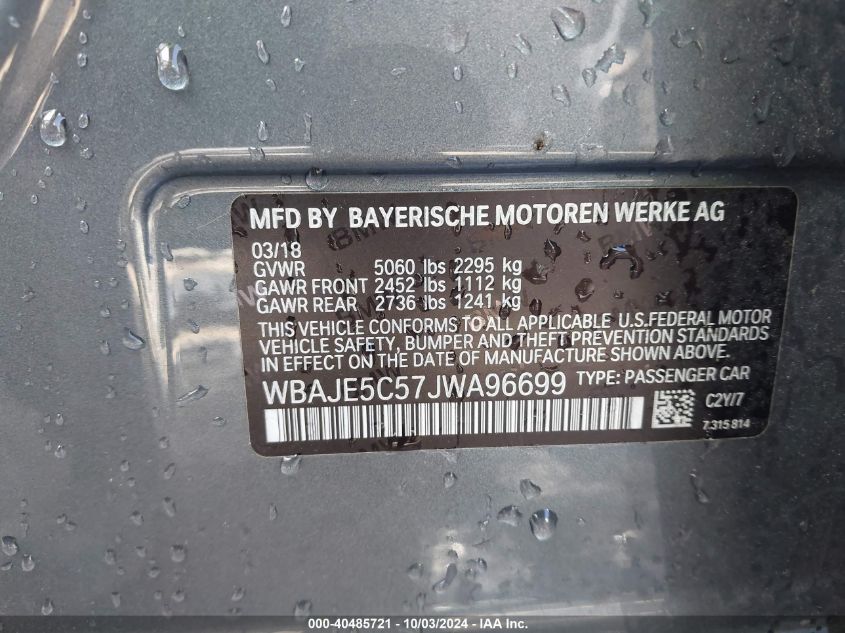 MFD BY BAYERISCHE MOTOREN WERKE AG
03/18
GVWR 5060 lbs 2295 kg
GAWR FRONT 2452 lbs 1112 kg
GAWR REAR 2736 lbs 1241 kg
THIS VEHICLE CONFORMS TO ALL APPLICABLE U.S.FEDERAL MOTOR
VEHICLE SAFETY, BUMPER AND THEFT PREVENTION STANDARDS
IN EFFECT ON THE DATE OF MANUFACTURE SHOWN ABOVE.
WBAJE5C57JWA96699 TYPE: PASSENGER CAR
C2Y/7
7 315 814
000-40485721 - 10/03/2024 - IAA Inc.